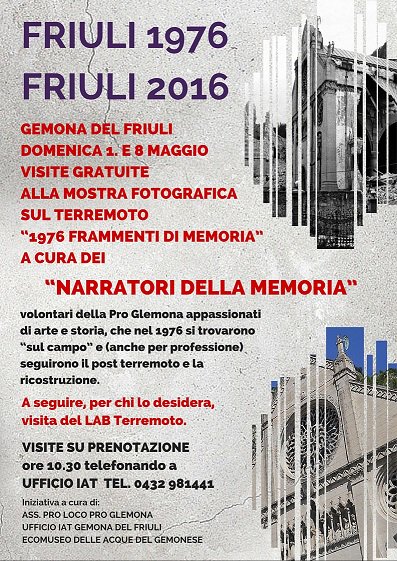 FRIULI 1976
FRIULI 2016
GEMONA DEL FRIULI
DOMENICA 1. E 8 MAGGIO
VISITE GRATUITE
ALLA MOSTRA FOTOGRAFICA
SUL TERREMOTO
“1976 FRAMMENTI DI MEMORIA”
A CURA DEI
“NARRATORI DELLA MEMORIA”
volontari della Pro Glemona appassionati
di arte e storia, che nel 1976 si trovarono
“sul campo” e (anche per professione)
seguirono il post terremoto e la
ricostruzione.
A seguire, per chi lo desidera,
visita del LAB Terremoto.
VISITE SU PRENOTAZIONE
ore 10.30 telefonando a
UFFICIO IAT TEL. 0432 981441
Iniziativa a cura di:
ASS. PRO LOCO PRO GLEMONA
UFFICIO IAT GEMONA DEL FRIULI
ECOMUSEO DELLE ACQUE DEL GEMONESE